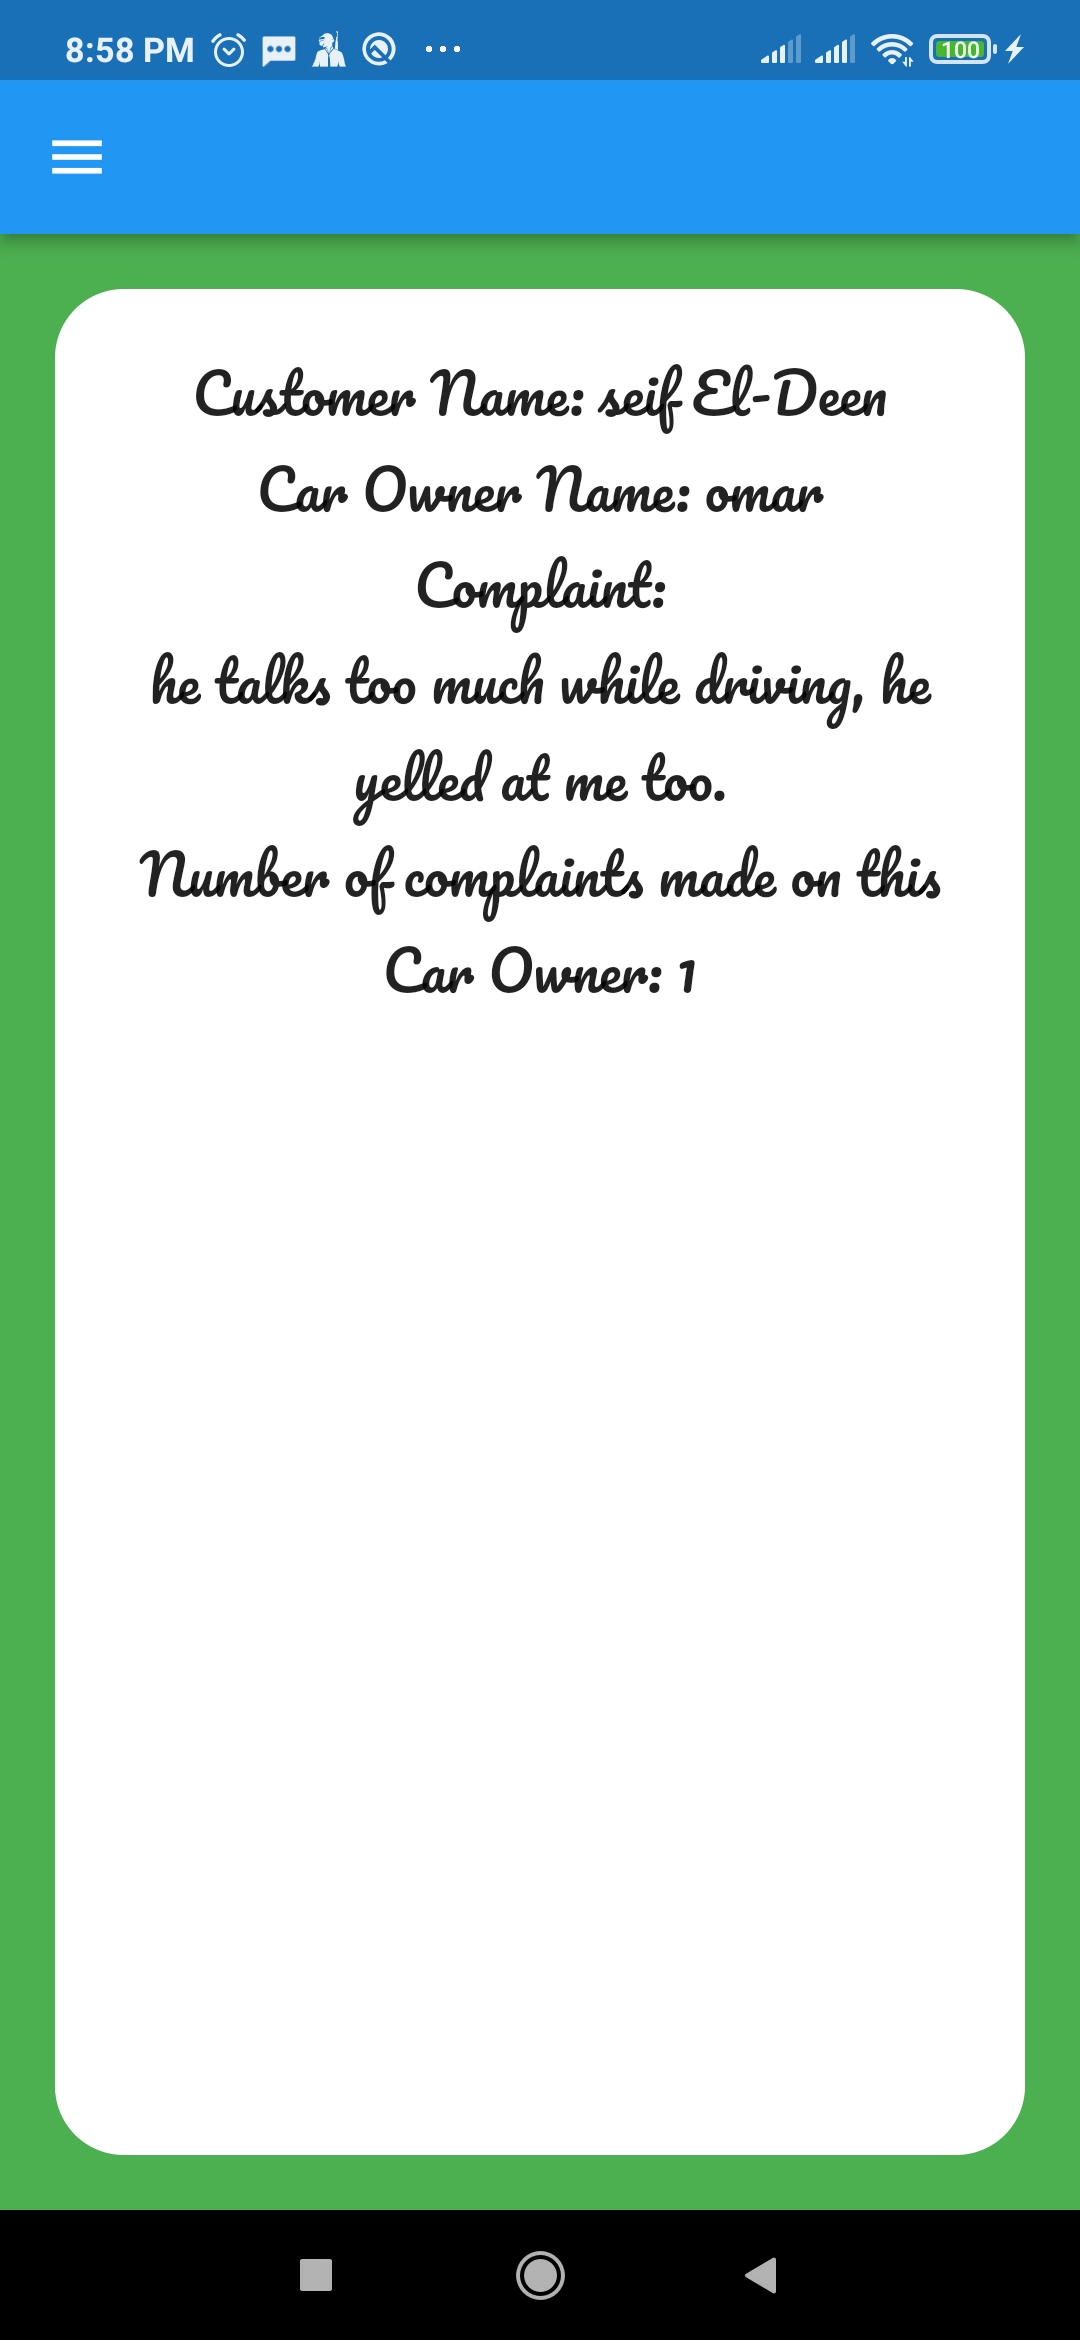 8:58 PM
100
Customer Name: seif El-Deen
Car Owner Name: omar
Complaint:
he talks too much while driving, he
yelled at me too.
Number of complaints made on this
Car Owner: 1